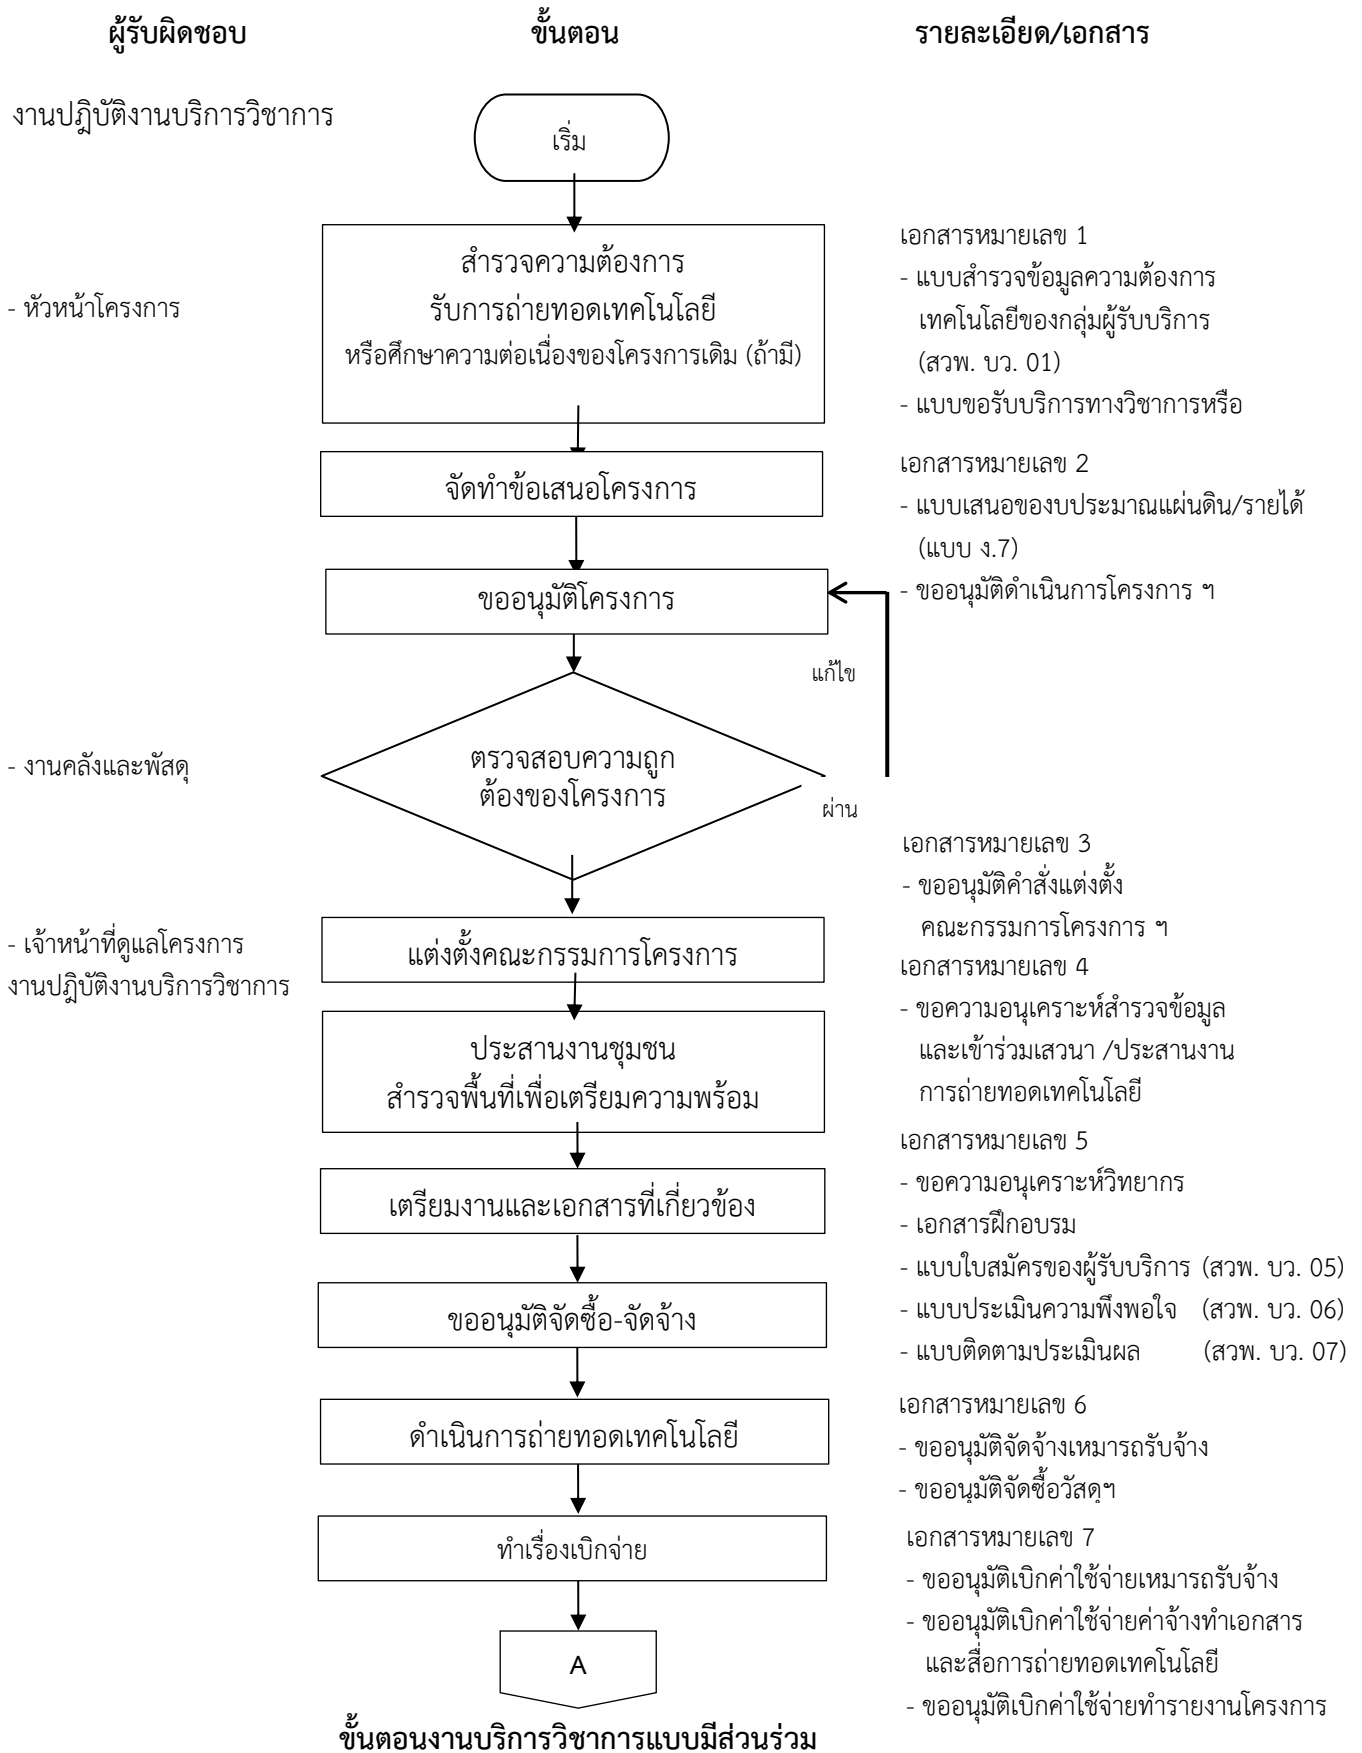 ผู้รับผิดชอบ ขั้นตอน รายละเอียด/เอกสาร
งานปฎิบัติงานบริการวิชาการ
เริ่ม
- หัวหน้าโครงการ
สำรวจความต้องการ
รับการถ่ายทอดเทคโนโลยี
หรือศึกษาความต่อเนื่องของโครงการเดิม (ถ้ามี)
เอกสารหมายเลข 1
- แบบสำรวจข้อมูลความต้องการ
เทคโนโลยีของกลุ่มผู้รับบริการ
(สวพ. บว. 01)
- แบบขอรับบริการทางวิชาการหรือ
จัดทำข้อเสนอโครงการ
เอกสารหมายเลข 2
- แบบเสนอของบประมาณแผ่นดิน/รายได้
(แบบ ง.7)
- ขออนุมัติดำเนินการโครงการ ฯ
ขออนุมัติโครงการ
แก้ไข
- งานคลังและพัสดุ
ตรวจสอบความถูก
ต้องของโครงการ
ผ่าน
เอกสารหมายเลข 3
- ขออนุมัติคำสั่งแต่งตั้ง
คณะกรรมการโครงการ ฯ
- เจ้าหน้าที่ดูแลโครงการ
งานปฎิบัติงานบริการวิชาการ
แต่งตั้งคณะกรรมการโครงการ
เอกสารหมายเลข 4
- ขอความอนุเคราะห์สำรวจข้อมูล
และเข้าร่วมเสวนา /ประสานงาน
การถ่ายทอดเทคโนโลยี
ประสานงานชุมชน
สำรวจพื้นที่เพื่อเตรียมความพร้อม
เอกสารหมายเลข 5
- ขอความอนุเคราะห์วิทยากร
- เอกสารฝึกอบรม
- แบบใบสมัครของผู้รับบริการ (สวพ. บว. 05)
- แบบประเมินความพึงพอใจ (สวพ. บว. 06)
- แบบติดตามประเมินผล (สวพ. บว. 07)
เตรียมงานและเอกสารที่เกี่ยวข้อง
ขออนุมัติจัดซื้อ-จัดจ้าง
ดำเนินการถ่ายทอดเทคโนโลยี
เอกสารหมายเลข 6
- ขออนุมัติจัดจ้างเหมารถรับจ้าง
- ขออนุมัติจัดซื้อวัสดุฯ
ทำเรื่องเบิกจ่าย
เอกสารหมายเลข 7
- ขออนุมัติเบิกค่าใช้จ่ายเหมารถรับจ้าง
- ขออนุมัติเบิกค่าใช้จ่ายค่าจ้างทำเอกสาร
และสื่อการถ่ายทอดเทคโนโลยี
- ขออนุมัติเบิกค่าใช้จ่ายทำรายงานโครงการ
A
ขั้นตอนงานบริการวิชาการแบบมีส่วนร่วม